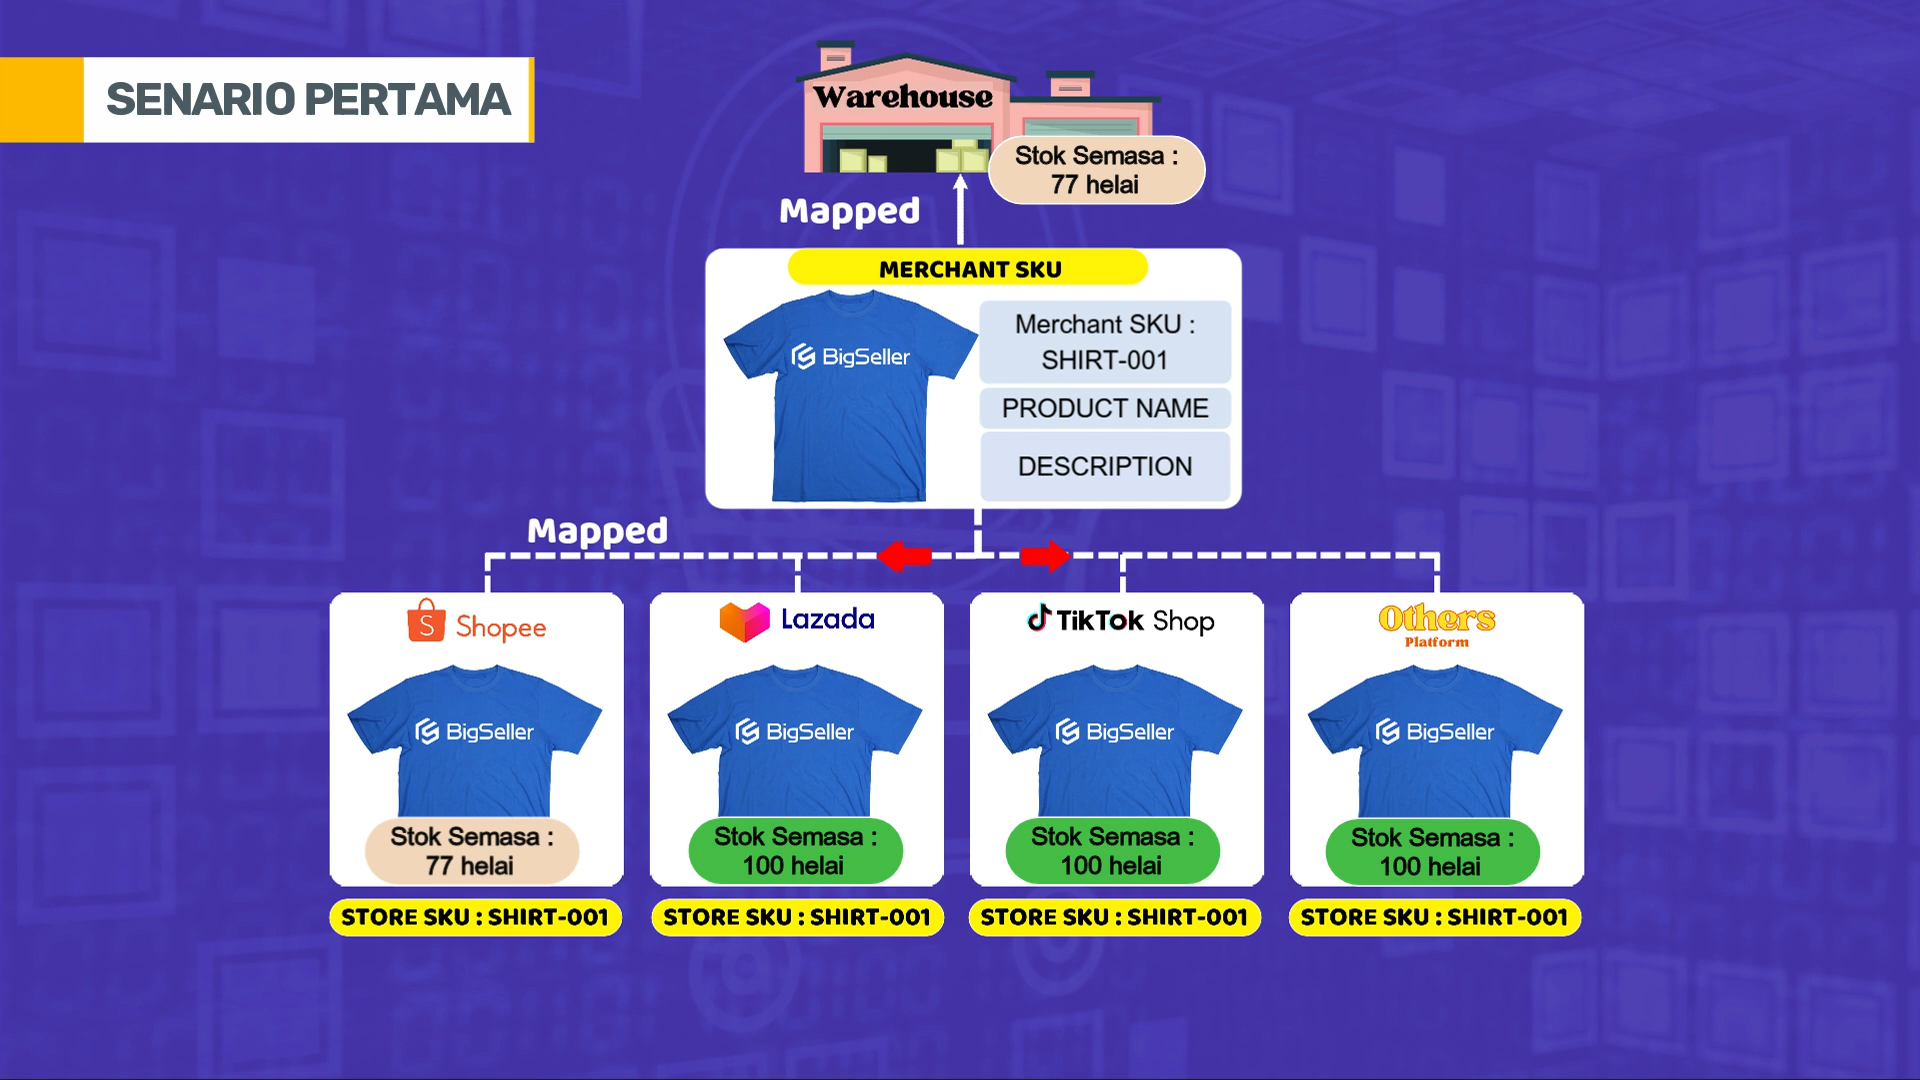 SENARIO PERTAMA
Warehouse
Stok Semasa :
77 helai
Mapped
MERCHANT SKU
BigSeller
Merchant SKU :
SHIRT-001
PRODUCT NAME
DESCRIPTION
Mapped
Shopee
BigSeller
Stok Semasa :
77 helai
STORE SKU : SHIRT-001
Lazada
BigSeller
Stok Semasa :
100 helai
STORE SKU : SHIRT-001
TikTok Shop
BigSeller
Stok Semasa :
100 helai
STORE SKU : SHIRT-001
Others
Platform
BigSeller
Stok Semasa :
100 helai
STORE SKU : SHIRT-001